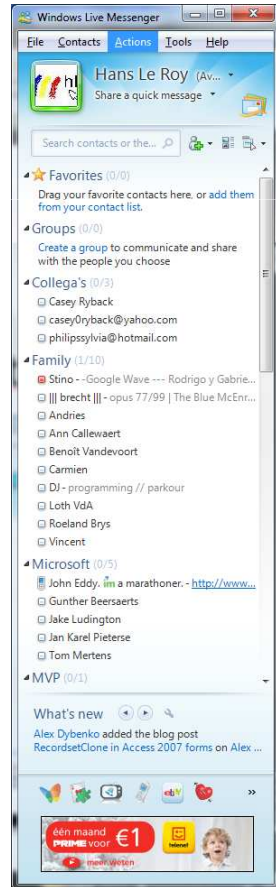 Windows Live Messenger
File Contacts Actions Tools Help
hl
Hans Le Roy (Av...
Share a quick message
Search contacts or the...
Favorites (0/0)
Drag your favorite contacts here, or add them
from your contact list.
Groups (0/0)
Create a group to communicate and share
with the people you choose
Collega's (0/3)
Casey Ryback
casey0ryback@yahoo.com
philipssylvia@hotmail.com
Family (1/10)
Stino - -Google Wave --- Rodrigo y Gabrie...
||| brecht ||| - opus 77/99 | The Blue McEnr...
Andries
Ann Callewaert
Benoît Vandevoort
Carmien
DJ - programming // parkour
Loth VdA
Roeland Brys
Vincent
Microsoft (0/5)
John Eddy. im a marathoner. - http://www...
Gunther Beersaerts
Jake Ludington
Jan Karel Pieterse
Tom Mertens
MVP (0/1)
What's new
Alex Dybenko added the blog post
RecordsetClone in Access 2007 forms on Alex ...
ebY
»
één maand
PRIME voor €1
telenet
meer weten